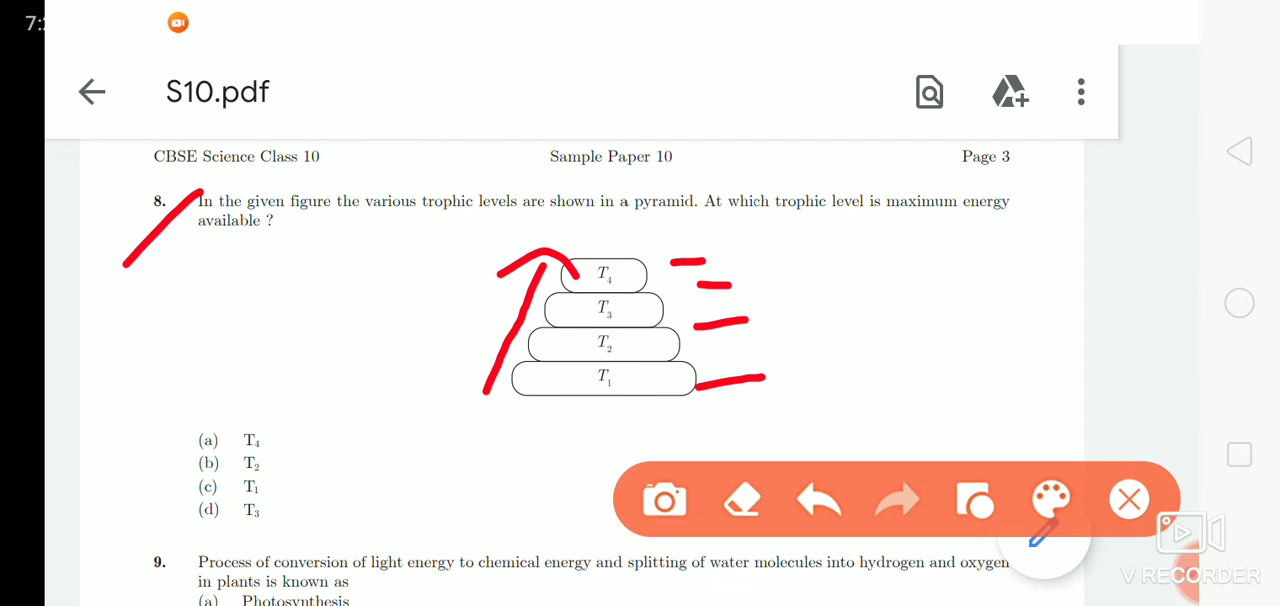 7:
S10.pdf
CBSE Science Class 10 Sample Paper 10 Page 3
8. In the given figure the various trophic levels are shown in a pyramid. At which trophic level is maximum energy
available ?
T₄
T₃
T₂
T₁
(a) T₄
(b) T₂
(c) T₁
(d) T₃
9. Process of conversion of light energy to chemical energy and splitting of water molecules into hydrogen and oxygen
in plants is known as
(a) Photosynthesis
V RECORDER